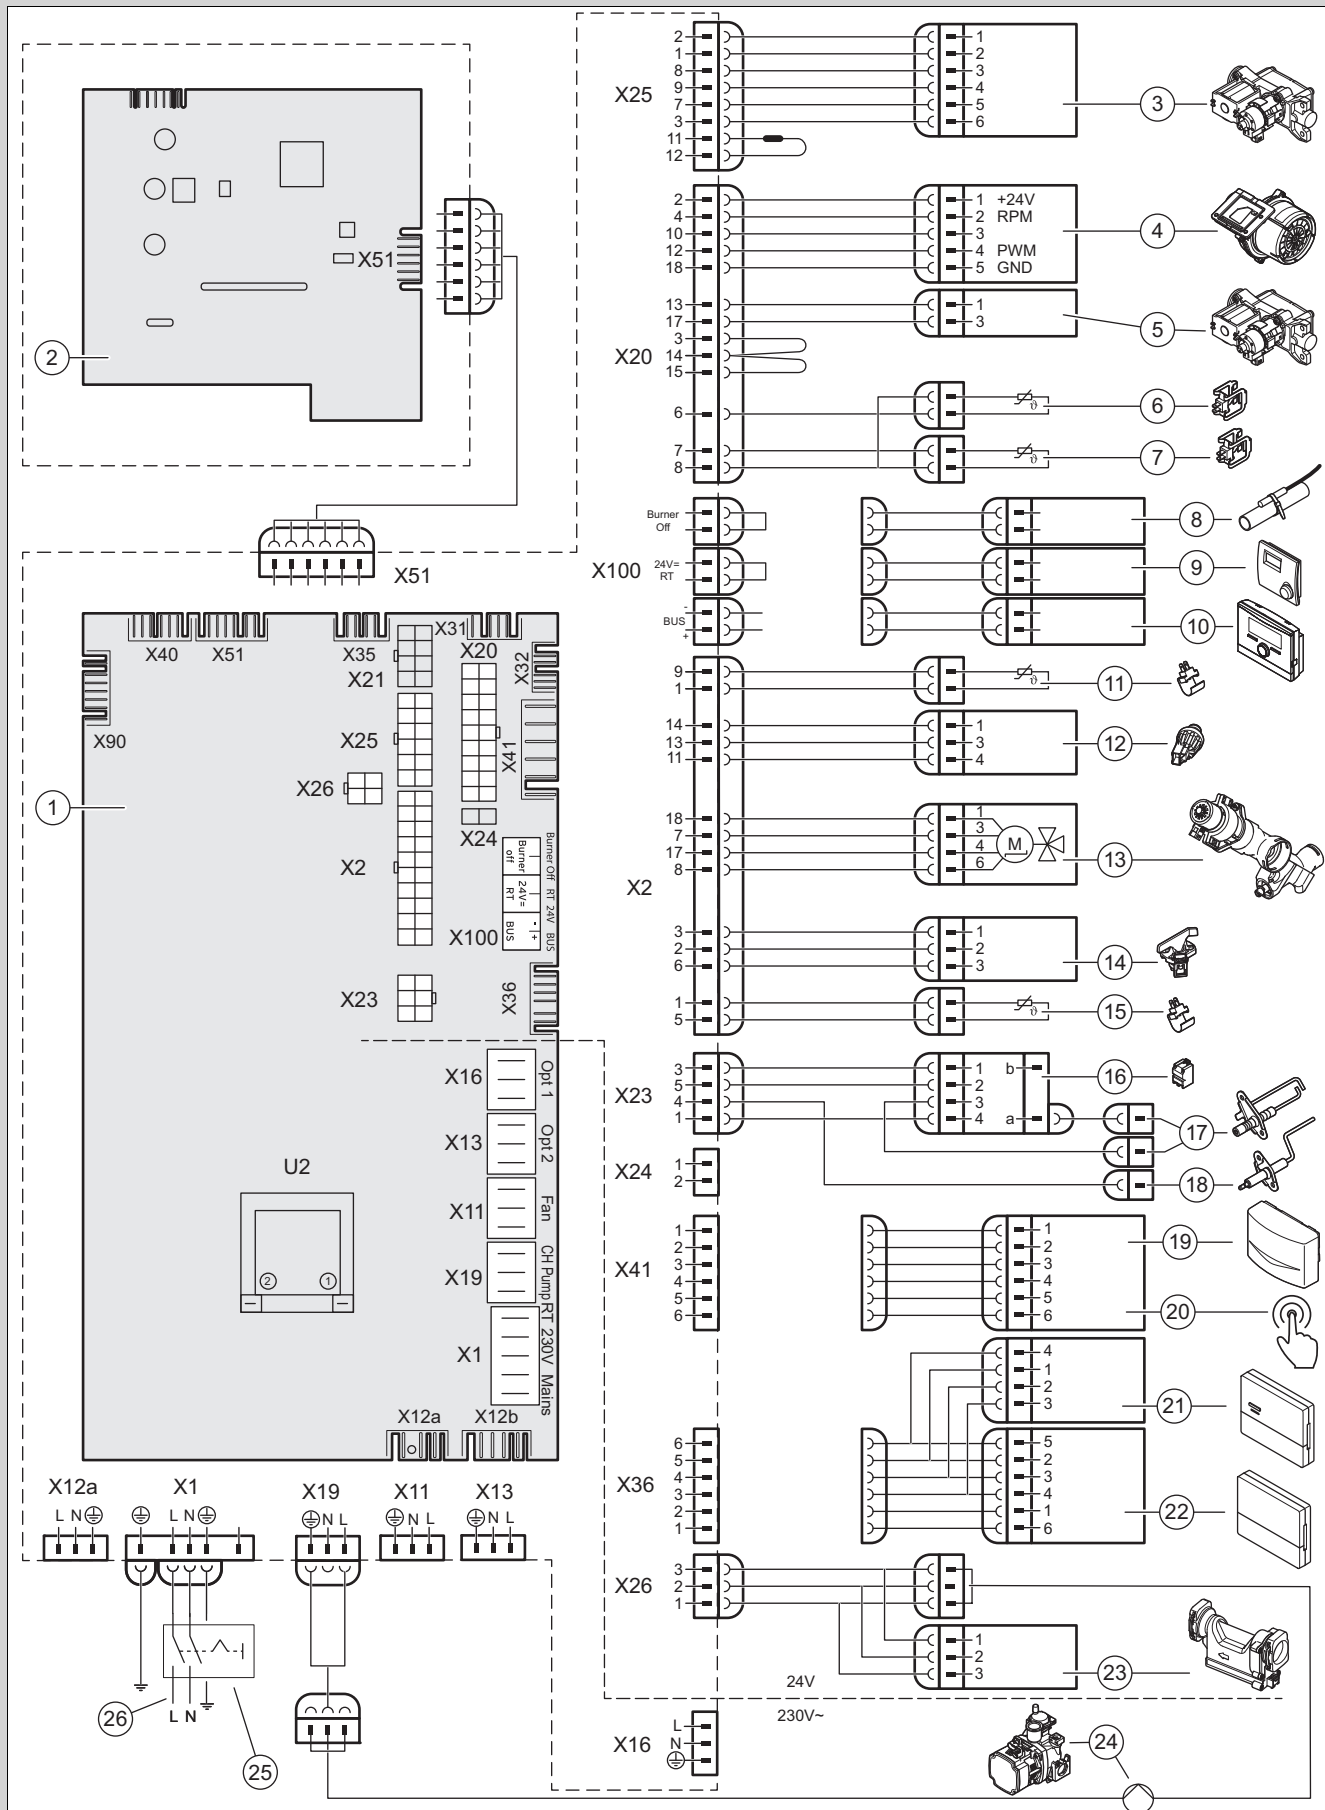 X25
2
1
8
9
7
3
11
12
1
2
3
4
5
6
3
X51
2
2
4
10
12
18
1 +24V
2 RPM
3
4 PWM
5 GND
4
13
17
3
14
15
X20
1
3
5
6
ϑ
6
7
8
ϑ
7
Burner
Off
8
X51
X100
24V=
RT
9
-
BUS
+
10
X40
X51
X35
X31
X21
X20
X32
X90
X25
X41
X26
X24
X2
Burner
off
24V=
RT
BUS
- +
Burner Off RT 24V BUS
X100
X23
X36
1
9
1
ϑ
11
14
13
11
1
3
4
12
18
7
17
8
1
3
4
6
M
13
X2
3
2
6
1
2
3
14
1
5
ϑ
15
X16
Opt 1
X13
Opt 2
X11
Fan
X19
CH Pump
X1
RT 230V Mains
U2
2
1
X12a
X12b
X23
3
5
4
1
1
2
3
4
b
a
16
17
X24
1
2
18
X41
1
2
3
4
5
6
1
2
3
4
5
6
19
20
4
1
2
3
21
X36
6
5
4
3
2
1
5
2
3
4
1
6
22
X12a
L N
X1
L N
X19
N L
X11
N L
X13
N L
X26
3
2
1
1
2
3
23
24V
230V~
26
L N
25
X16
L
N
24